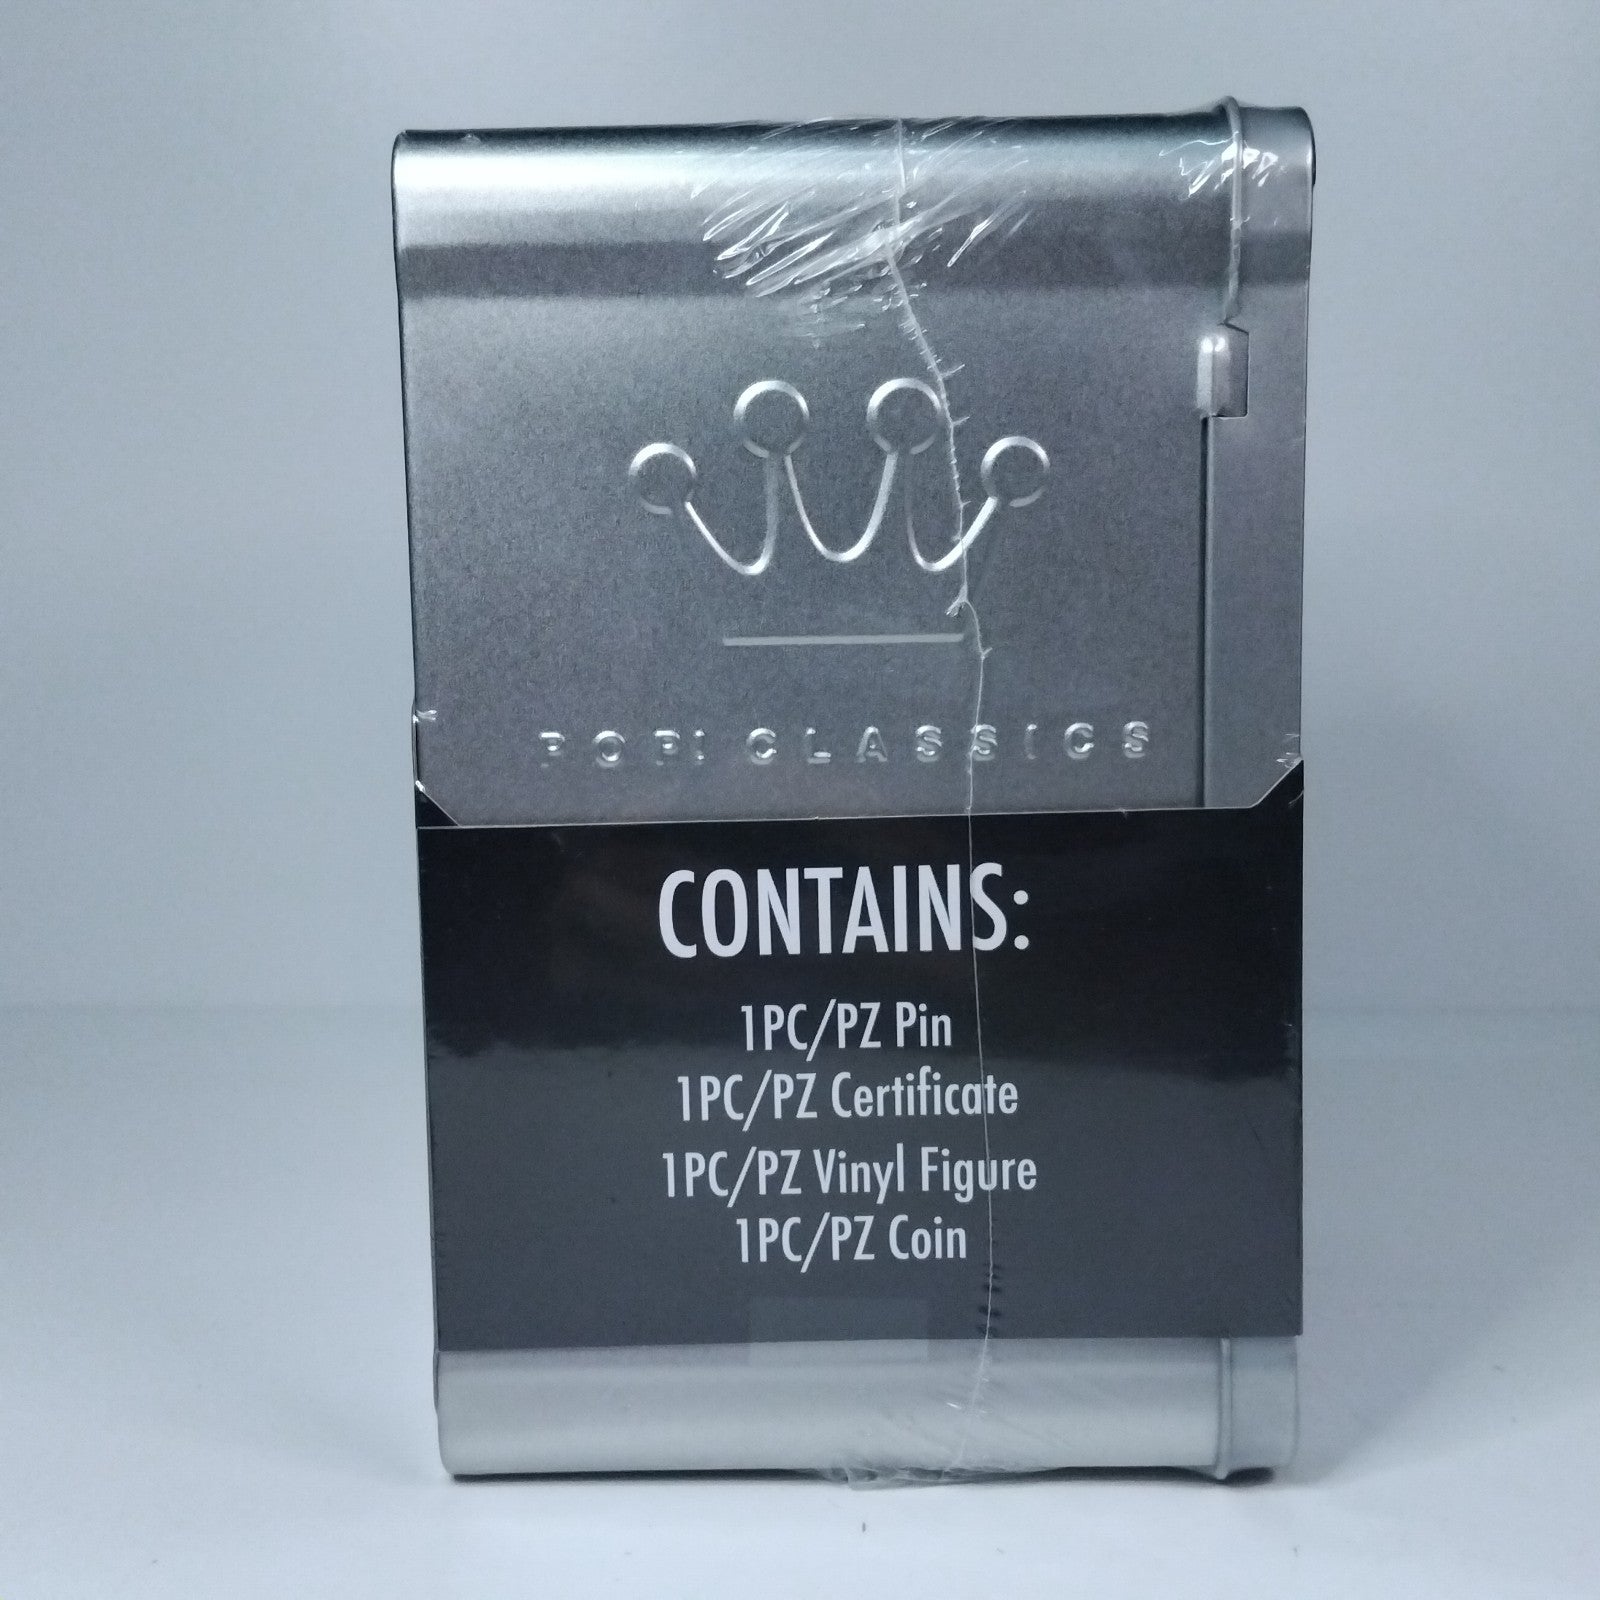 POP! CLASSICS
CONTAINS:
1PC/PZ Pin
1PC/PZ Certificate
1PC/PZ Vinyl Figure
1PC/PZ Coin